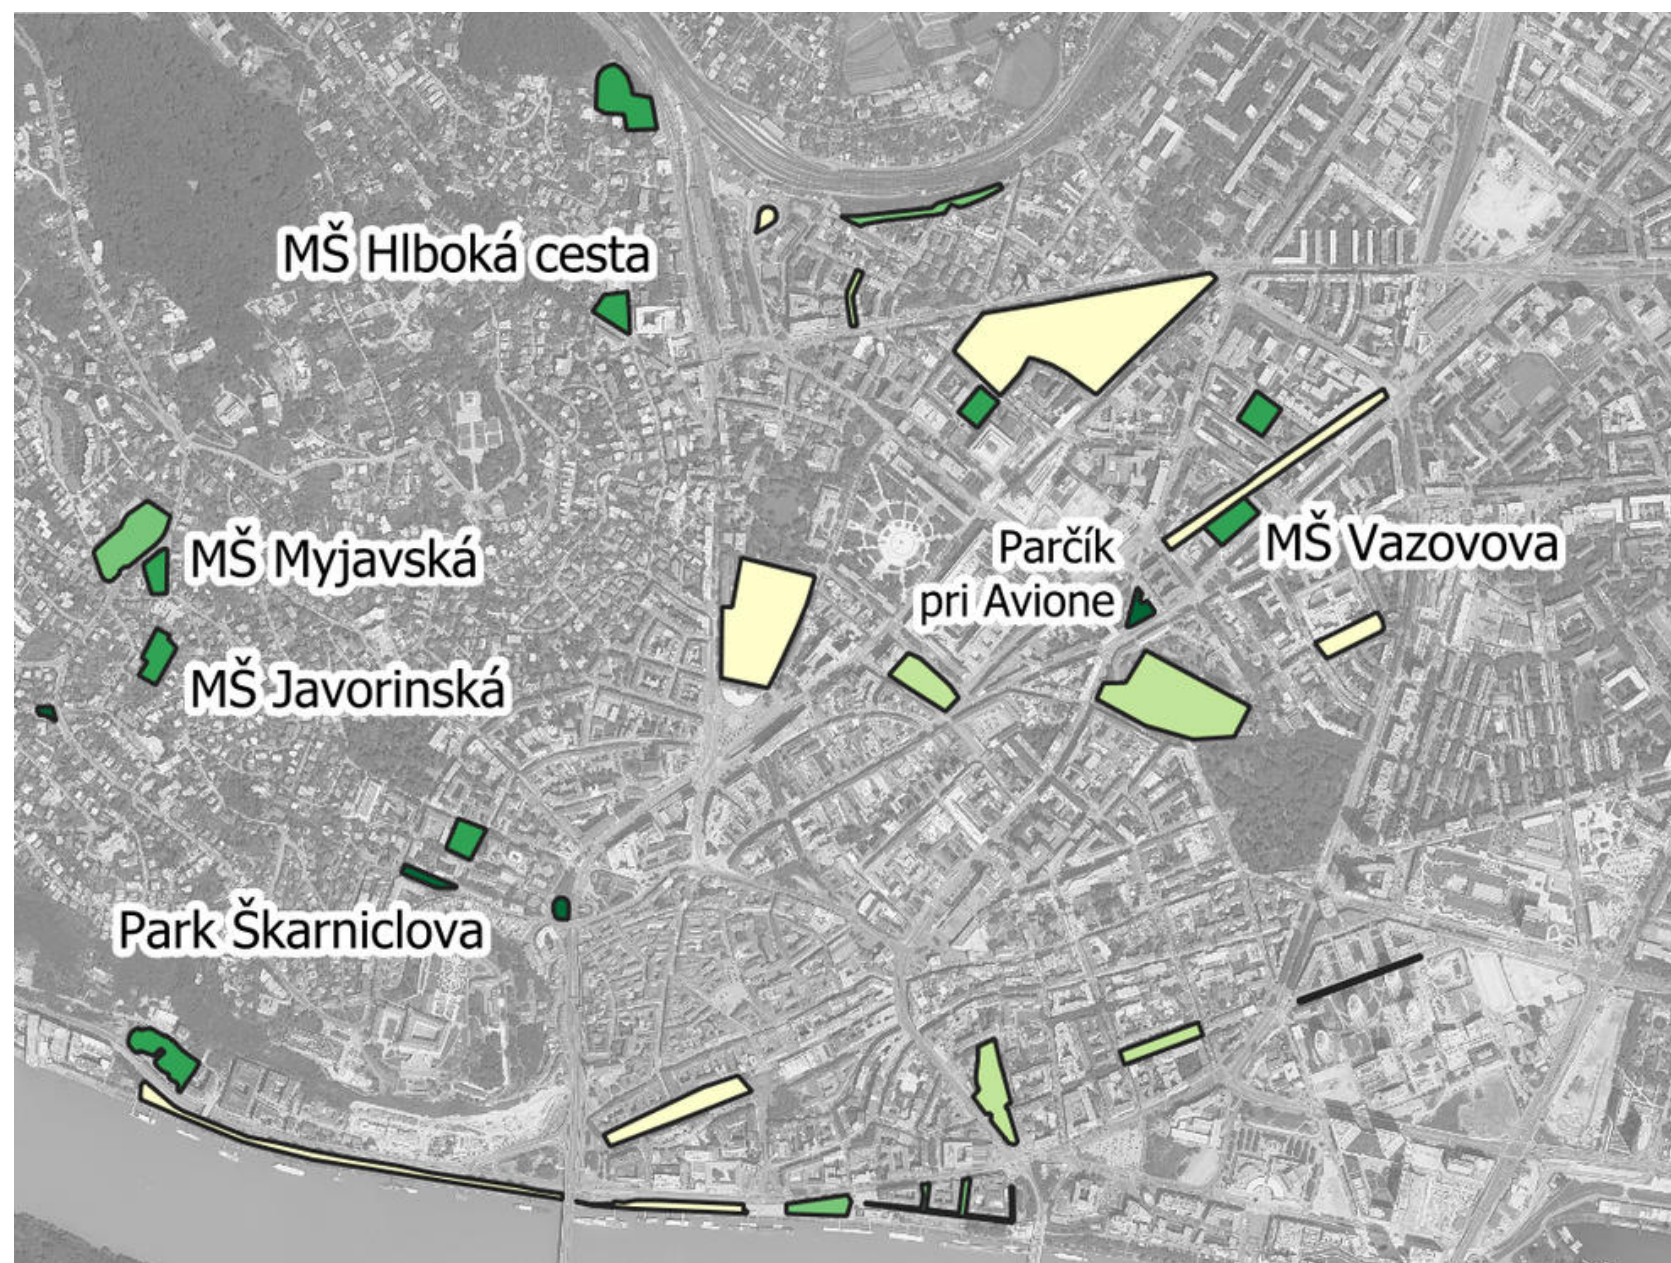 MŠ Hlboká cesta
Parčík
pri Avione
MŠ Vazovova
MŠ Myjavská
MŠ Javorinská
Park Škarniclova